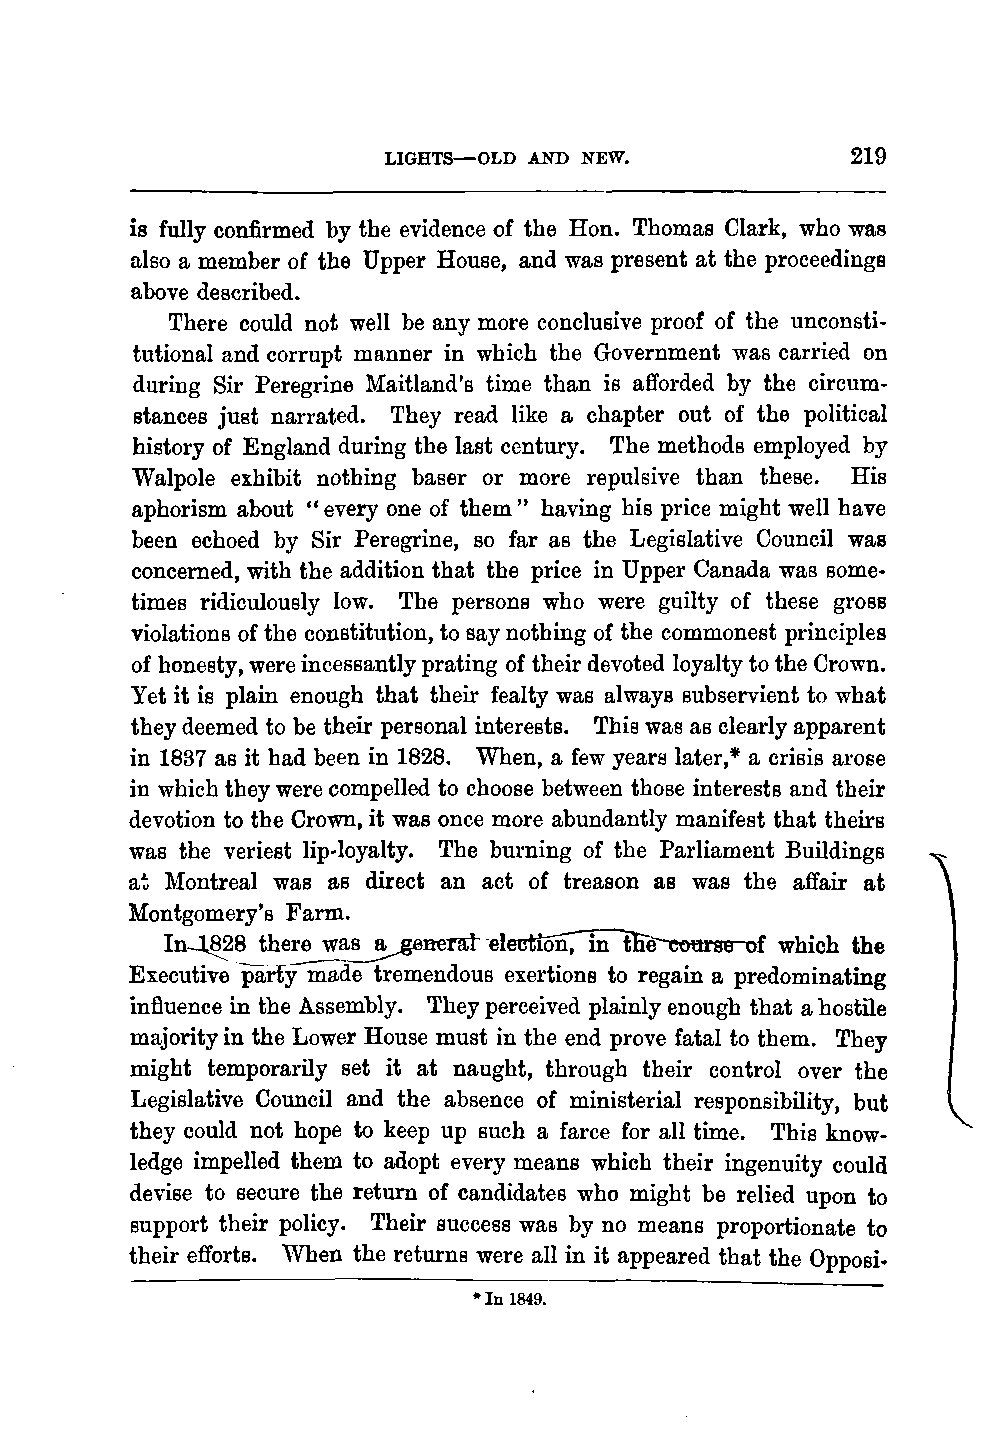 LIGHTS—OLD AND NEW. 219
is fully confirmed by the evidence of the Hon. Thomas Clark, who was
also a member of the Upper House, and was present at the proceedings
above described.
There could not well be any more conclusive proof of the unconsti-
tutional and corrupt manner in which the Government was carried on
during Sir Peregrine Maitland's time than is afforded by the circum-
stances just narrated. They read like a chapter out of the political
history of England during the last century. The methods employed by
Walpole exhibit nothing baser or more repulsive than these. His
aphorism about "every one of them" having his price might well have
been echoed by Sir Peregrine, so far as the Legislative Council was
concerned, with the addition that the price in Upper Canada was some-
times ridiculously low. The persons who were guilty of these gross
violations of the constitution, to say nothing of the commonest principles
of honesty, were incessantly prating of their devoted loyalty to the Crown.
Yet it is plain enough that their fealty was always subservient to what
they deemed to be their personal interests. This was as clearly apparent
in 1837 as it had been in 1828. When, a few years later,* a crisis arose
in which they were compelled to choose between those interests and their
devotion to the Crown, it was once more abundantly manifest that theirs
was the veriest lip-loyalty. The burning of the Parliament Buildings
at Montreal was as direct an act of treason as was the affair at
Montgomery's Farm.
In 1828 there was a general election, in the course of which the
Executive party made tremendous exertions to regain a predominating
influence in the Assembly. They perceived plainly enough that a hostile
majority in the Lower House must in the end prove fatal to them. They
might temporarily set it at naught, through their control over the
Legislative Council and the absence of ministerial responsibility, but
they could not hope to keep up such a farce for all time. This know-
ledge impelled them to adopt every means which their ingenuity could
devise to secure the return of candidates who might be relied upon to
support their policy. Their success was by no means proportionate to
their efforts. When the returns were all in it appeared that the Opposi-
* In 1849.